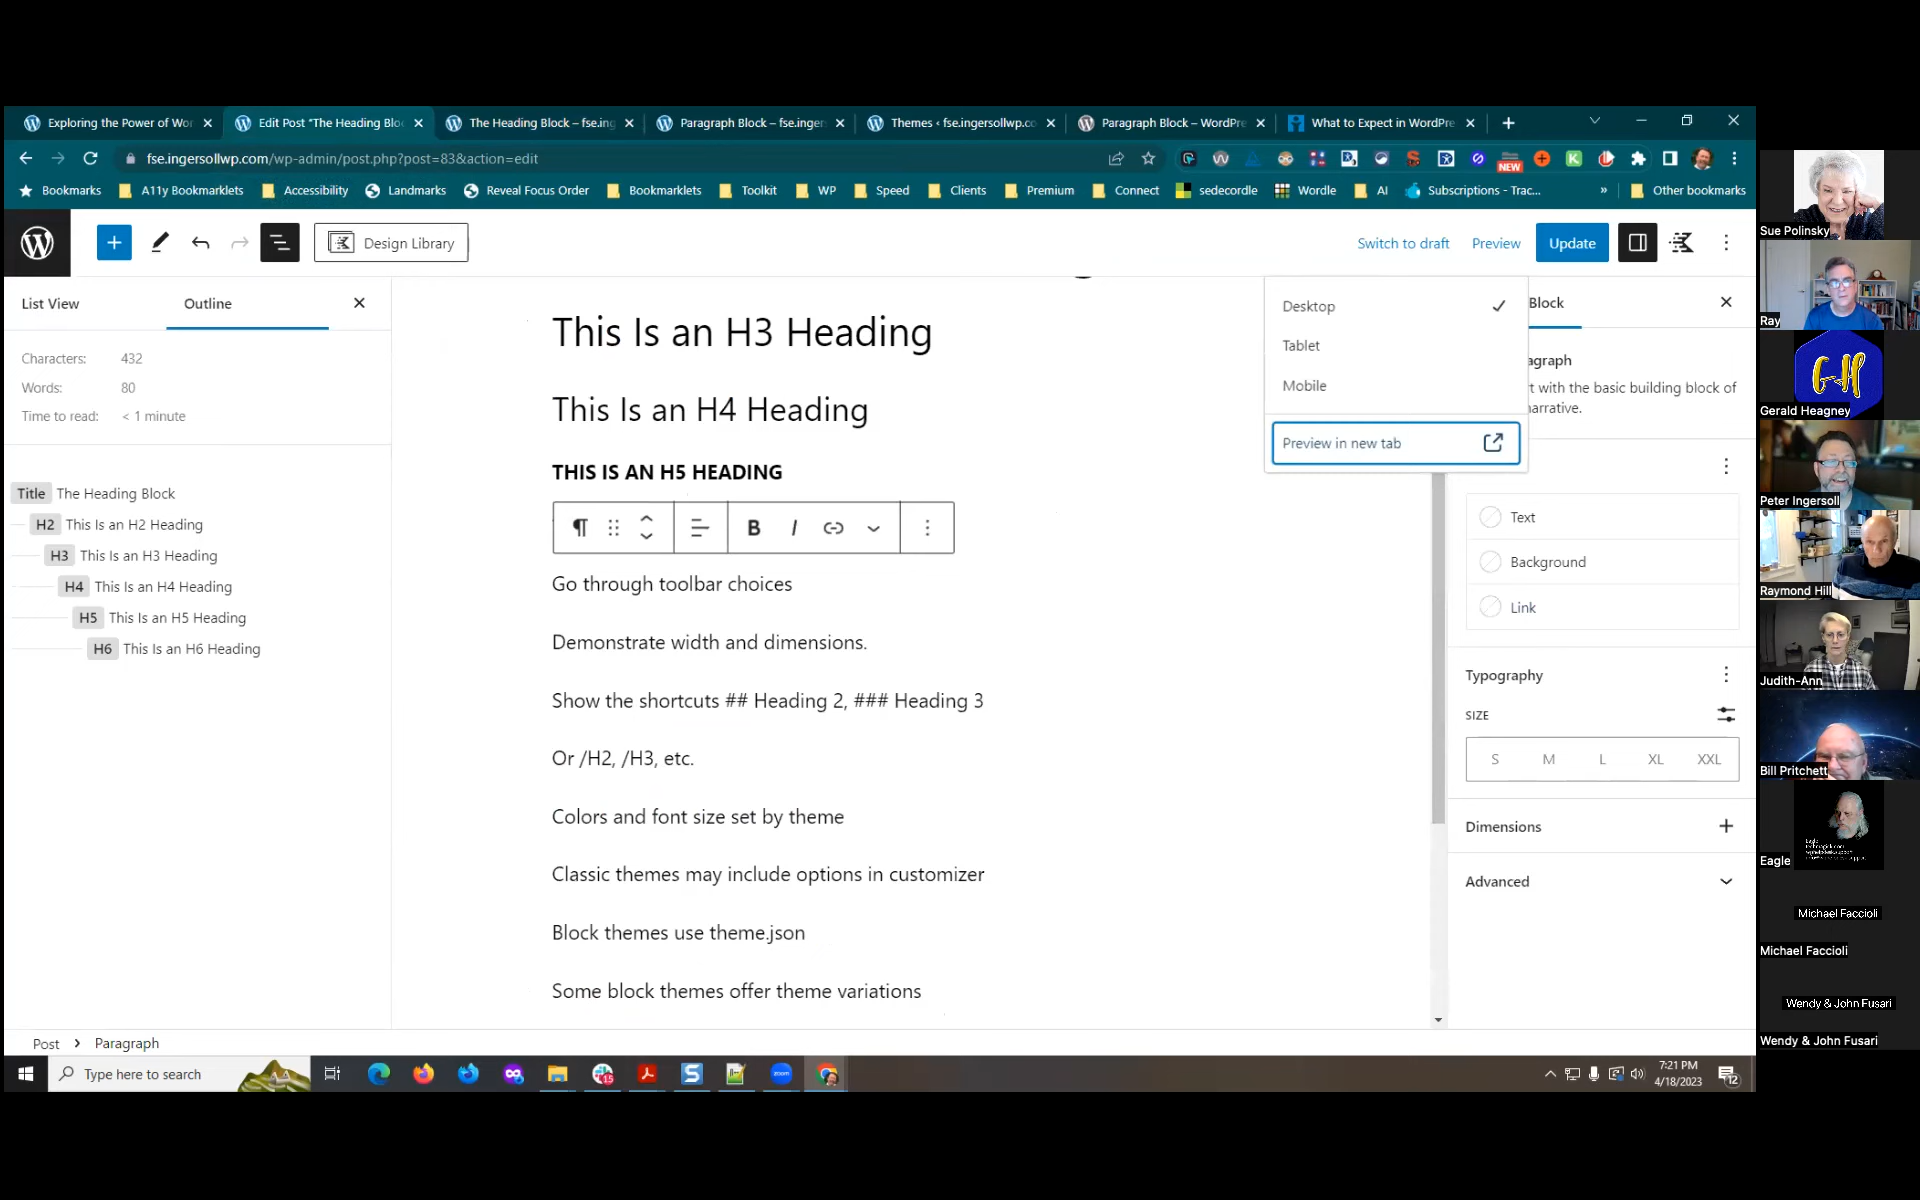 Exploring the Power of Wor
Edit Post "The Heading Bloc
The Heading Block – fse.ing
Paragraph Block – fse.inger
Themes ‹ fse.ingersollwp.co
Paragraph Block – WordPre
What to Expect in WordPre
fse.ingersollwp.com/wp-admin/post.php?post=83&action=edit
NEW
Bookmarks
A11y Bookmarklets
Accessibility
Landmarks
Reveal Focus Order
Bookmarklets
Toolkit
WP
Speed
Clients
Premium
Connect
sedecordle
Wordle
AI
Subscriptions - Trac...
»
Other bookmarks
Design Library
Switch to draft
Preview
Update
List View
Outline
Characters: 432
Words: 80
Time to read: < 1 minute
Title The Heading Block
H2 This Is an H2 Heading
H3 This Is an H3 Heading
H4 This Is an H4 Heading
H5 This Is an H5 Heading
H6 This Is an H6 Heading
This Is an H3 Heading
This Is an H4 Heading
THIS IS AN H5 HEADING
B I
Go through toolbar choices
Demonstrate width and dimensions.
Show the shortcuts ## Heading 2, ### Heading 3
Or /H2, /H3, etc.
Colors and font size set by theme
Classic themes may include options in customizer
Block themes use theme.json
Some block themes offer theme variations
Desktop
Tablet
Mobile
Preview in new tab
Block
agraph
t with the basic building block of
narrative.
Text
Background
Link
Typography
SIZE
S M L XL XXL
Dimensions
Advanced
Post
Paragraph
Type here to search
15
zoom
7:21 PM
4/18/2023
12
Sue Polinsky
Ray
GH
Gerald Heagney
Peter Ingersoll
Raymond Hill
Judith-Ann
Bill Pritchett
Eagle
Michael Faccioli
Michael Faccioli
Wendy & John Fusari
Wendy & John Fusari